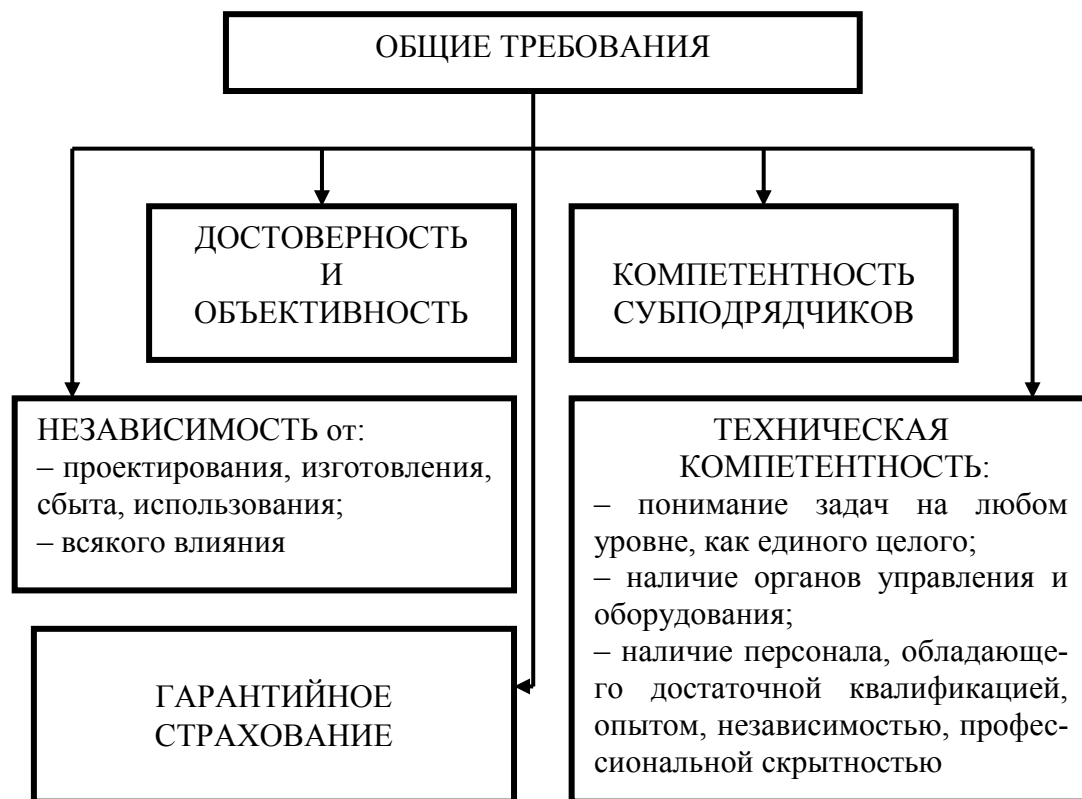 ОБЩИЕ ТРЕБОВАНИЯ
ДОСТОВЕРНОСТЬ
И
ОБЪЕКТИВНОСТЬ
КОМПЕТЕНТНОСТЬ
СУБПОДРЯДЧИКОВ
НЕЗАВИСИМОСТЬ от:
– проектирования, изготовления,
сбыта, использования;
– всякого влияния
ТЕХНИЧЕСКАЯ
КОМПЕТЕНТНОСТЬ:
– понимание задач на любом
уровне, как единого целого;
– наличие органов управления и
оборудования;
– наличие персонала, обладающе-
го достаточной квалификацией,
опытом, независимостью, профес-
сиональной скрытностью
ГАРАНТИЙНОЕ
СТРАХОВАНИЕ